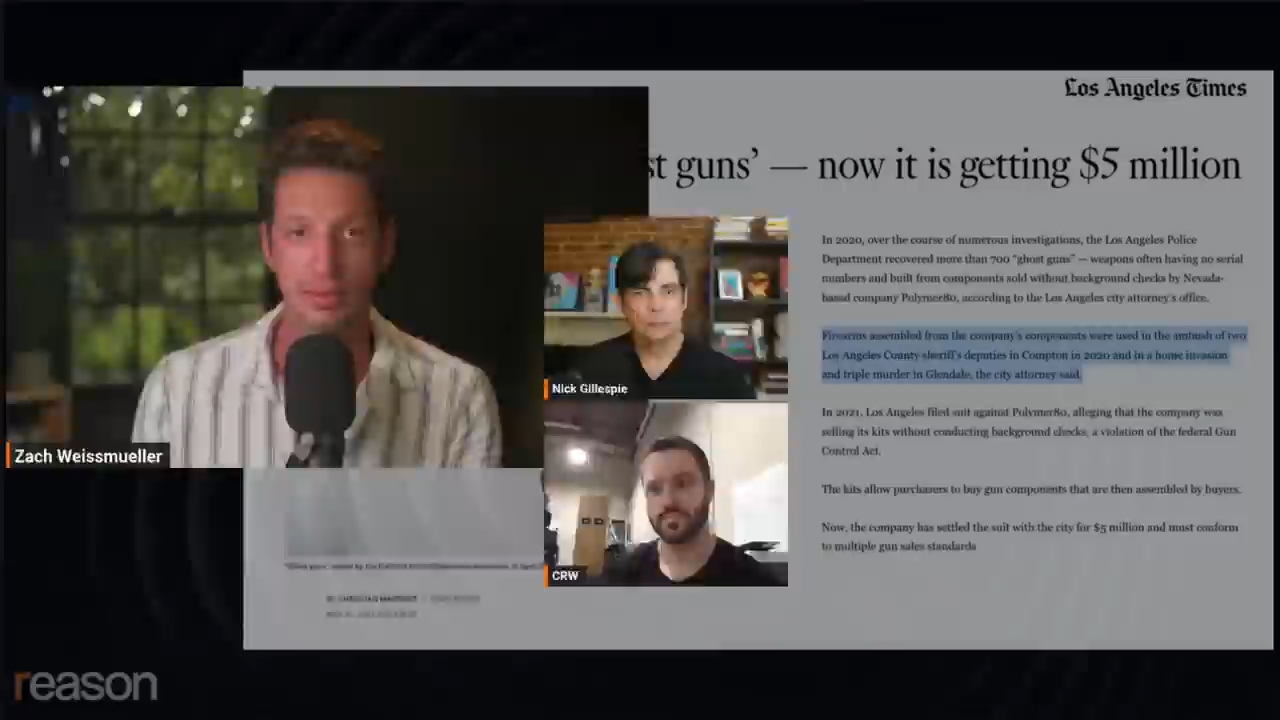 Los Angeles Times
st guns’ — now it is getting $5 million
In 2020, over the course of numerous investigations, the Los Angeles Police
Department recovered more than 700 “ghost guns” — weapons often having no serial
numbers and built from components sold without background checks by Nevada-
based company Polymer80, according to the Los Angeles city attorney’s office.
Firearms assembled from the company’s components were used in the ambush of two
Los Angeles County sheriff’s deputies in Compton in 2020 and in a home invasion
and triple murder in Glendale, the city attorney said.
In 2021, Los Angeles filed suit against Polymer80, alleging that the company was
selling its kits without conducting background checks, a violation of the federal Gun
Control Act.
The kits allow purchasers to buy gun components that are then assembled by buyers.
Now, the company has settled the suit with the city for $5 million and must conform
to multiple gun sales standards
Zach Weissmueller
Nick Gillespie
CRW
reason